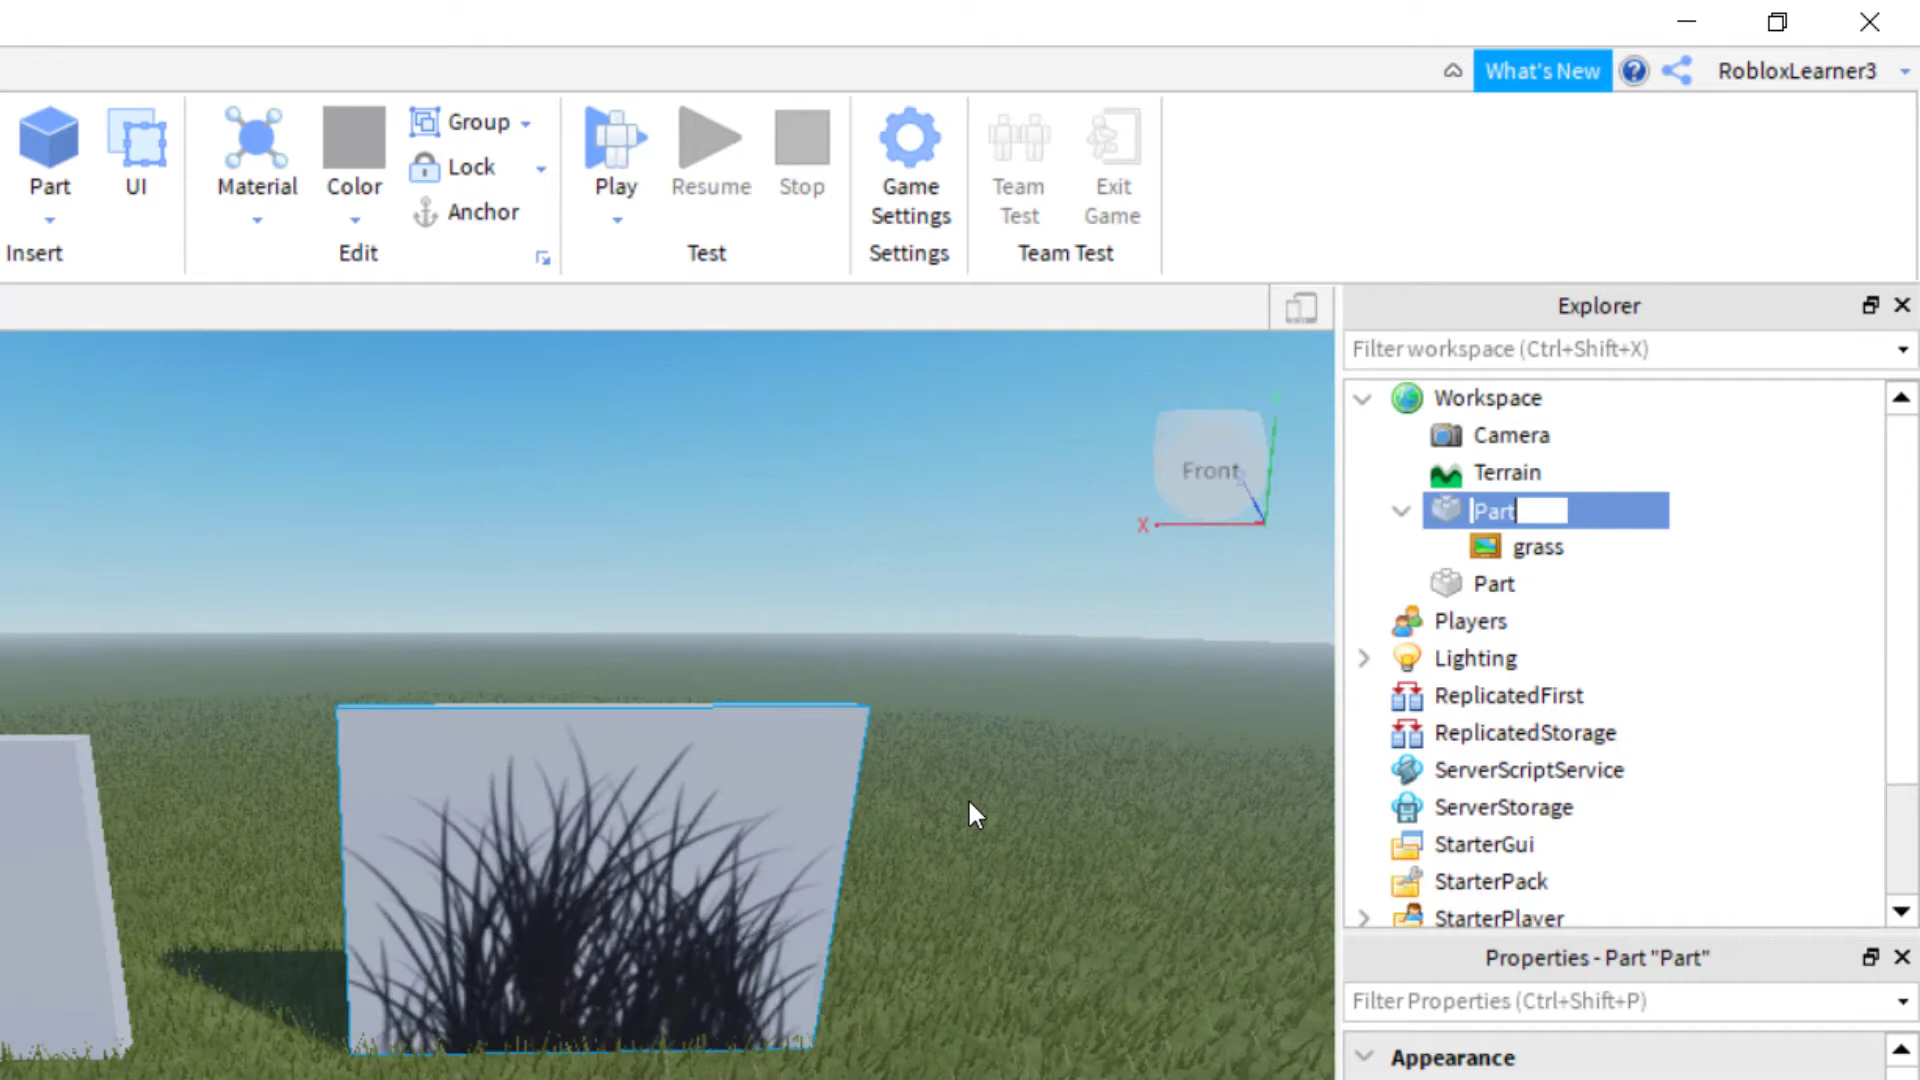 What's New
RobloxLearner3
Part
UI
Material
Color
Group
Lock
Anchor
Play
Resume
Stop
Game Settings
Team Test
Exit Game
Insert
Edit
Test
Settings
Team Test
Explorer
Filter workspace (Ctrl+Shift+X)
Workspace
Camera
Terrain
Part
grass
Part
Players
Lighting
ReplicatedFirst
ReplicatedStorage
ServerScriptService
ServerStorage
StarterGui
StarterPack
StarterPlayer
Front
X
Properties - Part "Part"
Filter Properties (Ctrl+Shift+P)
Appearance